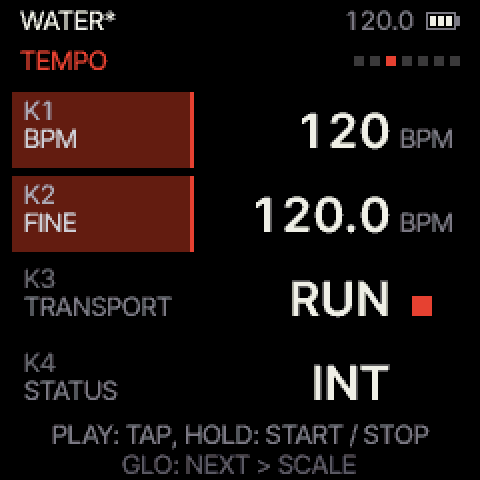 WATER* 120.0
TEMPO
K1
BPM 120 BPM
K2
FINE 120.0 BPM
K3
TRANSPORT RUN
K4
STATUS INT
PLAY: TAP, HOLD: START / STOP
GLO: NEXT > SCALE